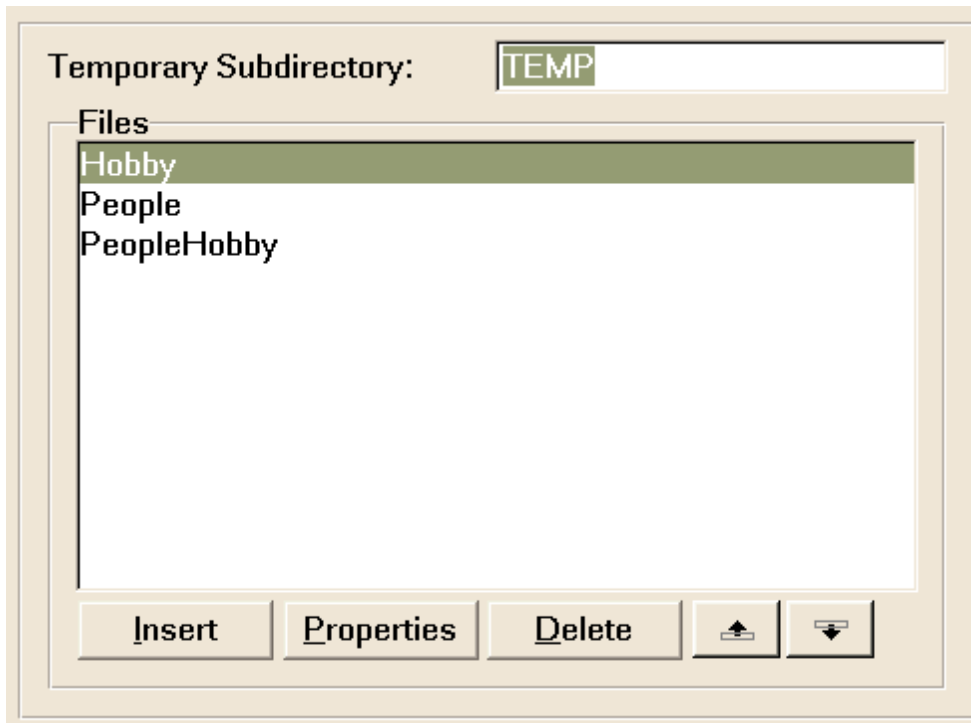 Temporary Subdirectory: TEMP
Files
Hobby
People
PeopleHobby
Insert Properties Delete